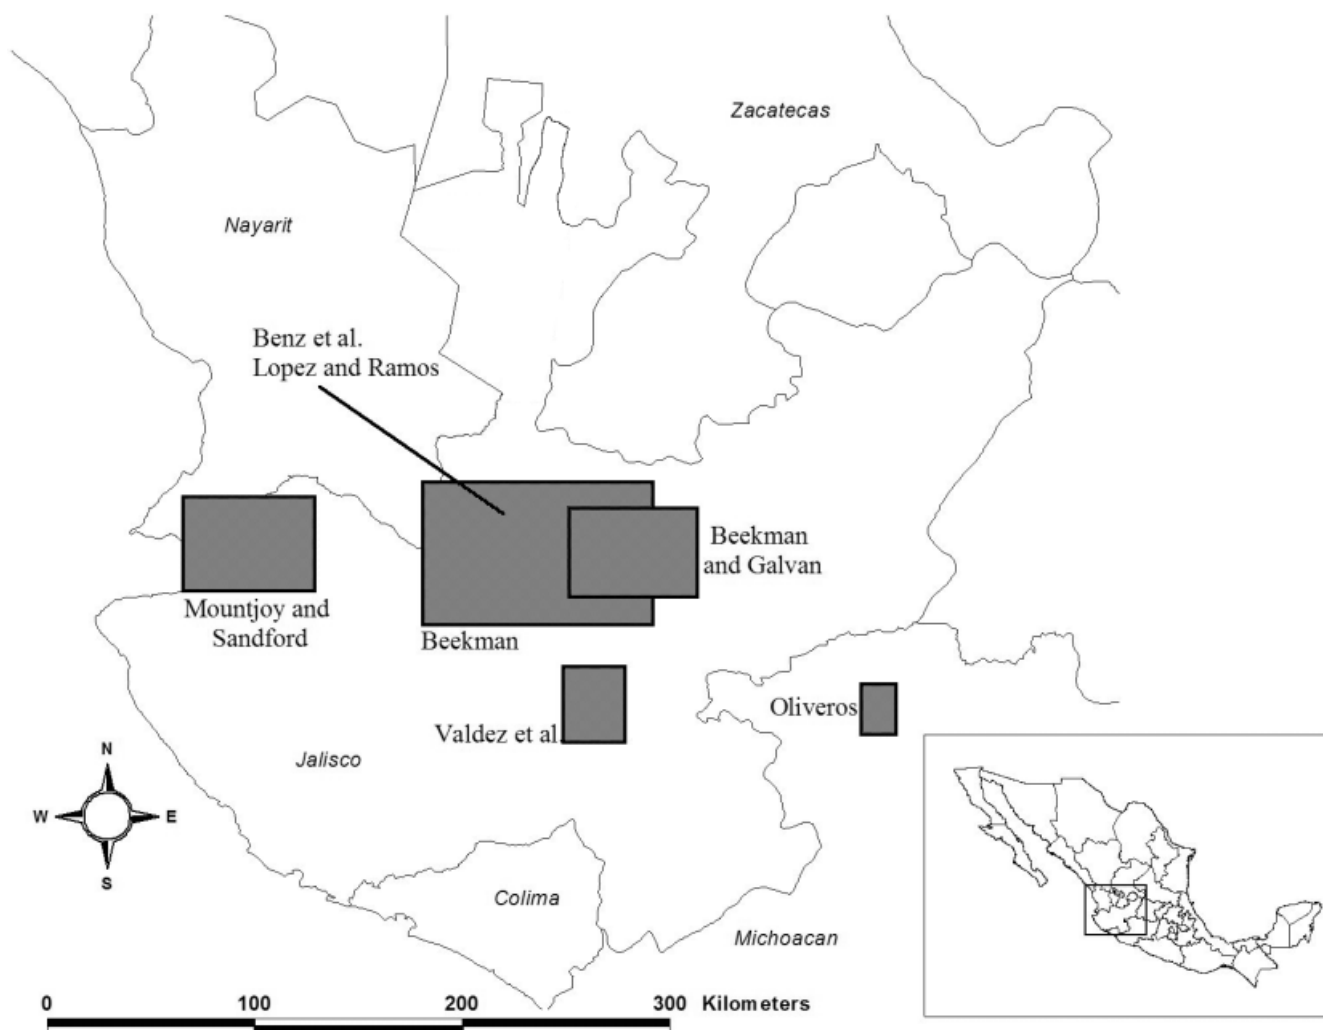 Zacatecas
Nayarit
Benz et al.
Lopez and Ramos
Beekman
and Galvan
Mountjoy and
Sandford
Beekman
Oliveros
Valdez et al.
Jalisco
N
W
E
S
Colima
Michoacan
0
100
200
300
Kilometers